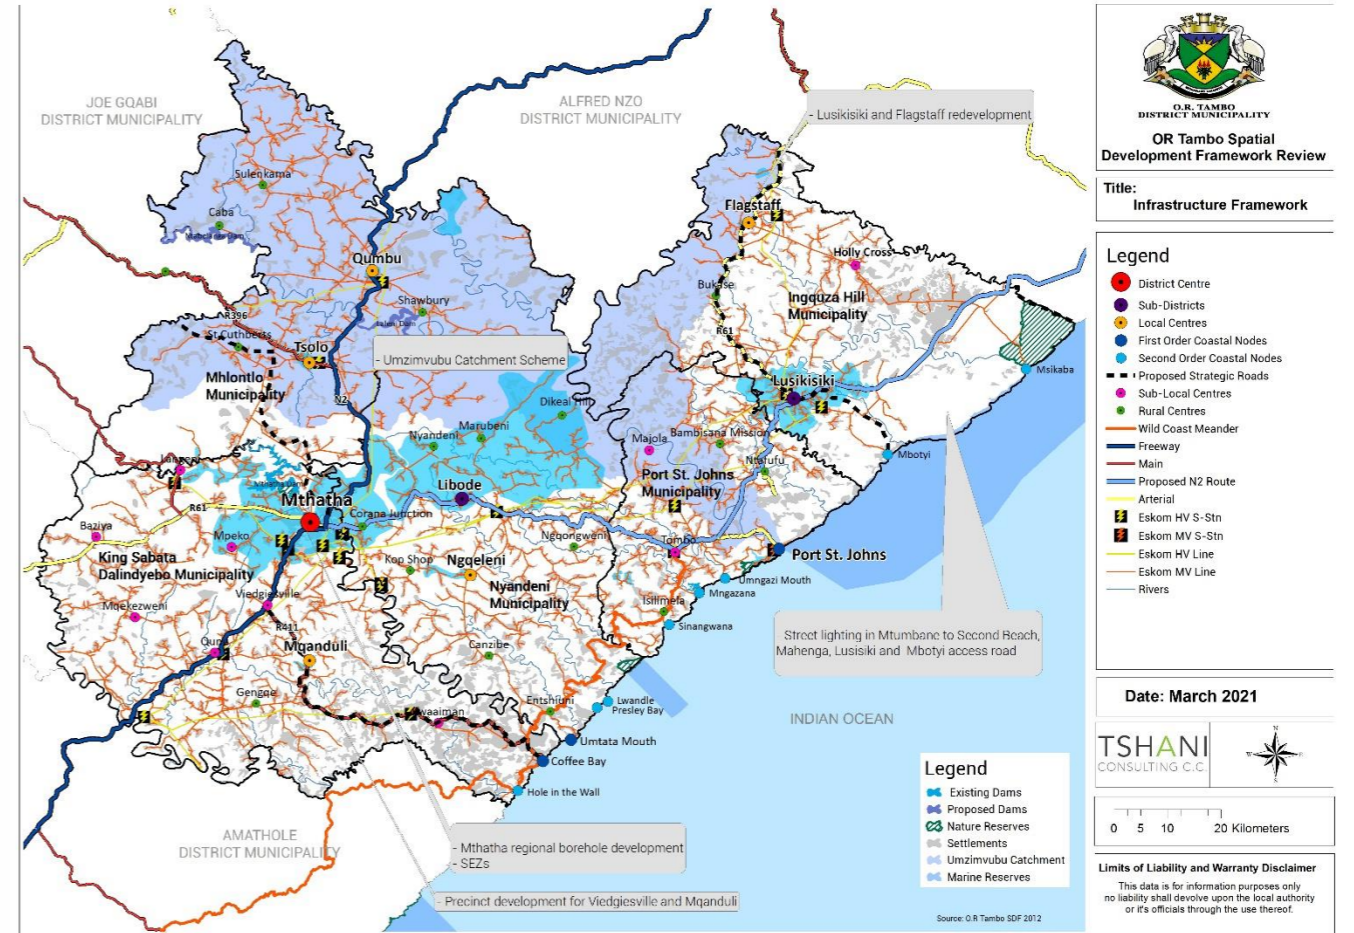 JOE GQABI
DISTRICT MUNICIPALITY
ALFRED NZO
DISTRICT MUNICIPALITY
- Lusikisiki and Flagstaff redevelopment
Sulenkama
Caba
Flagstaff
Qumbu
Holly Cross
Shawbury
Bukase
Ingquza Hill
Municipality
R396
St Cuthberts
Tsolo
R61
- Umzimvubu Catchment Scheme
Mhlontlo
Municipality
N2
Lusikisiki
Msikaba
Dikeal Hill
Marubeni
Nyandeni
Majola
Bambisana Mission
Mbotyi
Ntafufu
Port St. Johns
Municipality
Libode
Mthatha
R61
Corana Junction
Baziya
Mpeko
Ngqongweni
Tombo
Port St. Johns
King Sabata
Dalindyebo Municipality
Kop Shop
Ngqeleni
Umngazi Mouth
Mngazana
Nyandeni
Municipality
Viedgiesville
Mqekezweni
Isilimela
Sinangwana
R411
Qunu
Mqanduli
Canzibe
Street lighting in Mtumbane to Second Beach,
Mahenga, Lusisiki and Mbotyi access road
Gengqe
Entshilini
Lwandle
Presley Bay
INDIAN OCEAN
Umtata Mouth
Coffee Bay
Hole in the Wall
AMATHOLE
DISTRICT MUNICIPALITY
- Mthatha regional borehole development
- SEZs
- Precinct development for Viedgiesville and Mqanduli
Legend
Existing Dams
Proposed Dams
Nature Reserves
Settlements
Umzimvubu Catchment
Marine Reserves
Source: O.R Tambo SDF 2012
O.R. TAMBO
DISTRICT MUNICIPALITY
OR Tambo Spatial
Development Framework Review
Title:
Infrastructure Framework
Legend
District Centre
Sub-Districts
Local Centres
First Order Coastal Nodes
Second Order Coastal Nodes
Proposed Strategic Roads
Sub-Local Centres
Rural Centres
Wild Coast Meander
Freeway
Main
Proposed N2 Route
Arterial
Eskom HV S-Stn
Eskom MV S-Stn
Eskom HV Line
Eskom MV Line
Rivers
Date: March 2021
TSHANI
CONSULTING C.C.
N
W
E
S
0 5 10 20 Kilometers
Limits of Liability and Warranty Disclaimer
This data is for information purposes only
no liability shall devolve upon the local authority
or it's officials through the use thereof.